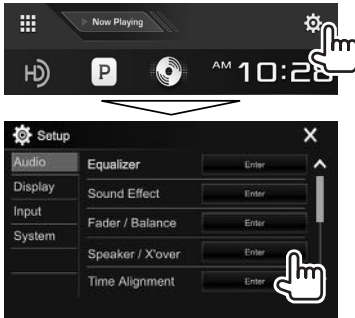 Now Playing
HD P AM 10:28
Setup X
Audio
Equalizer Enter
Display
Sound Effect Enter
Input
Fader / Balance Enter
System
Speaker / X'over Enter
Time Alignment Enter